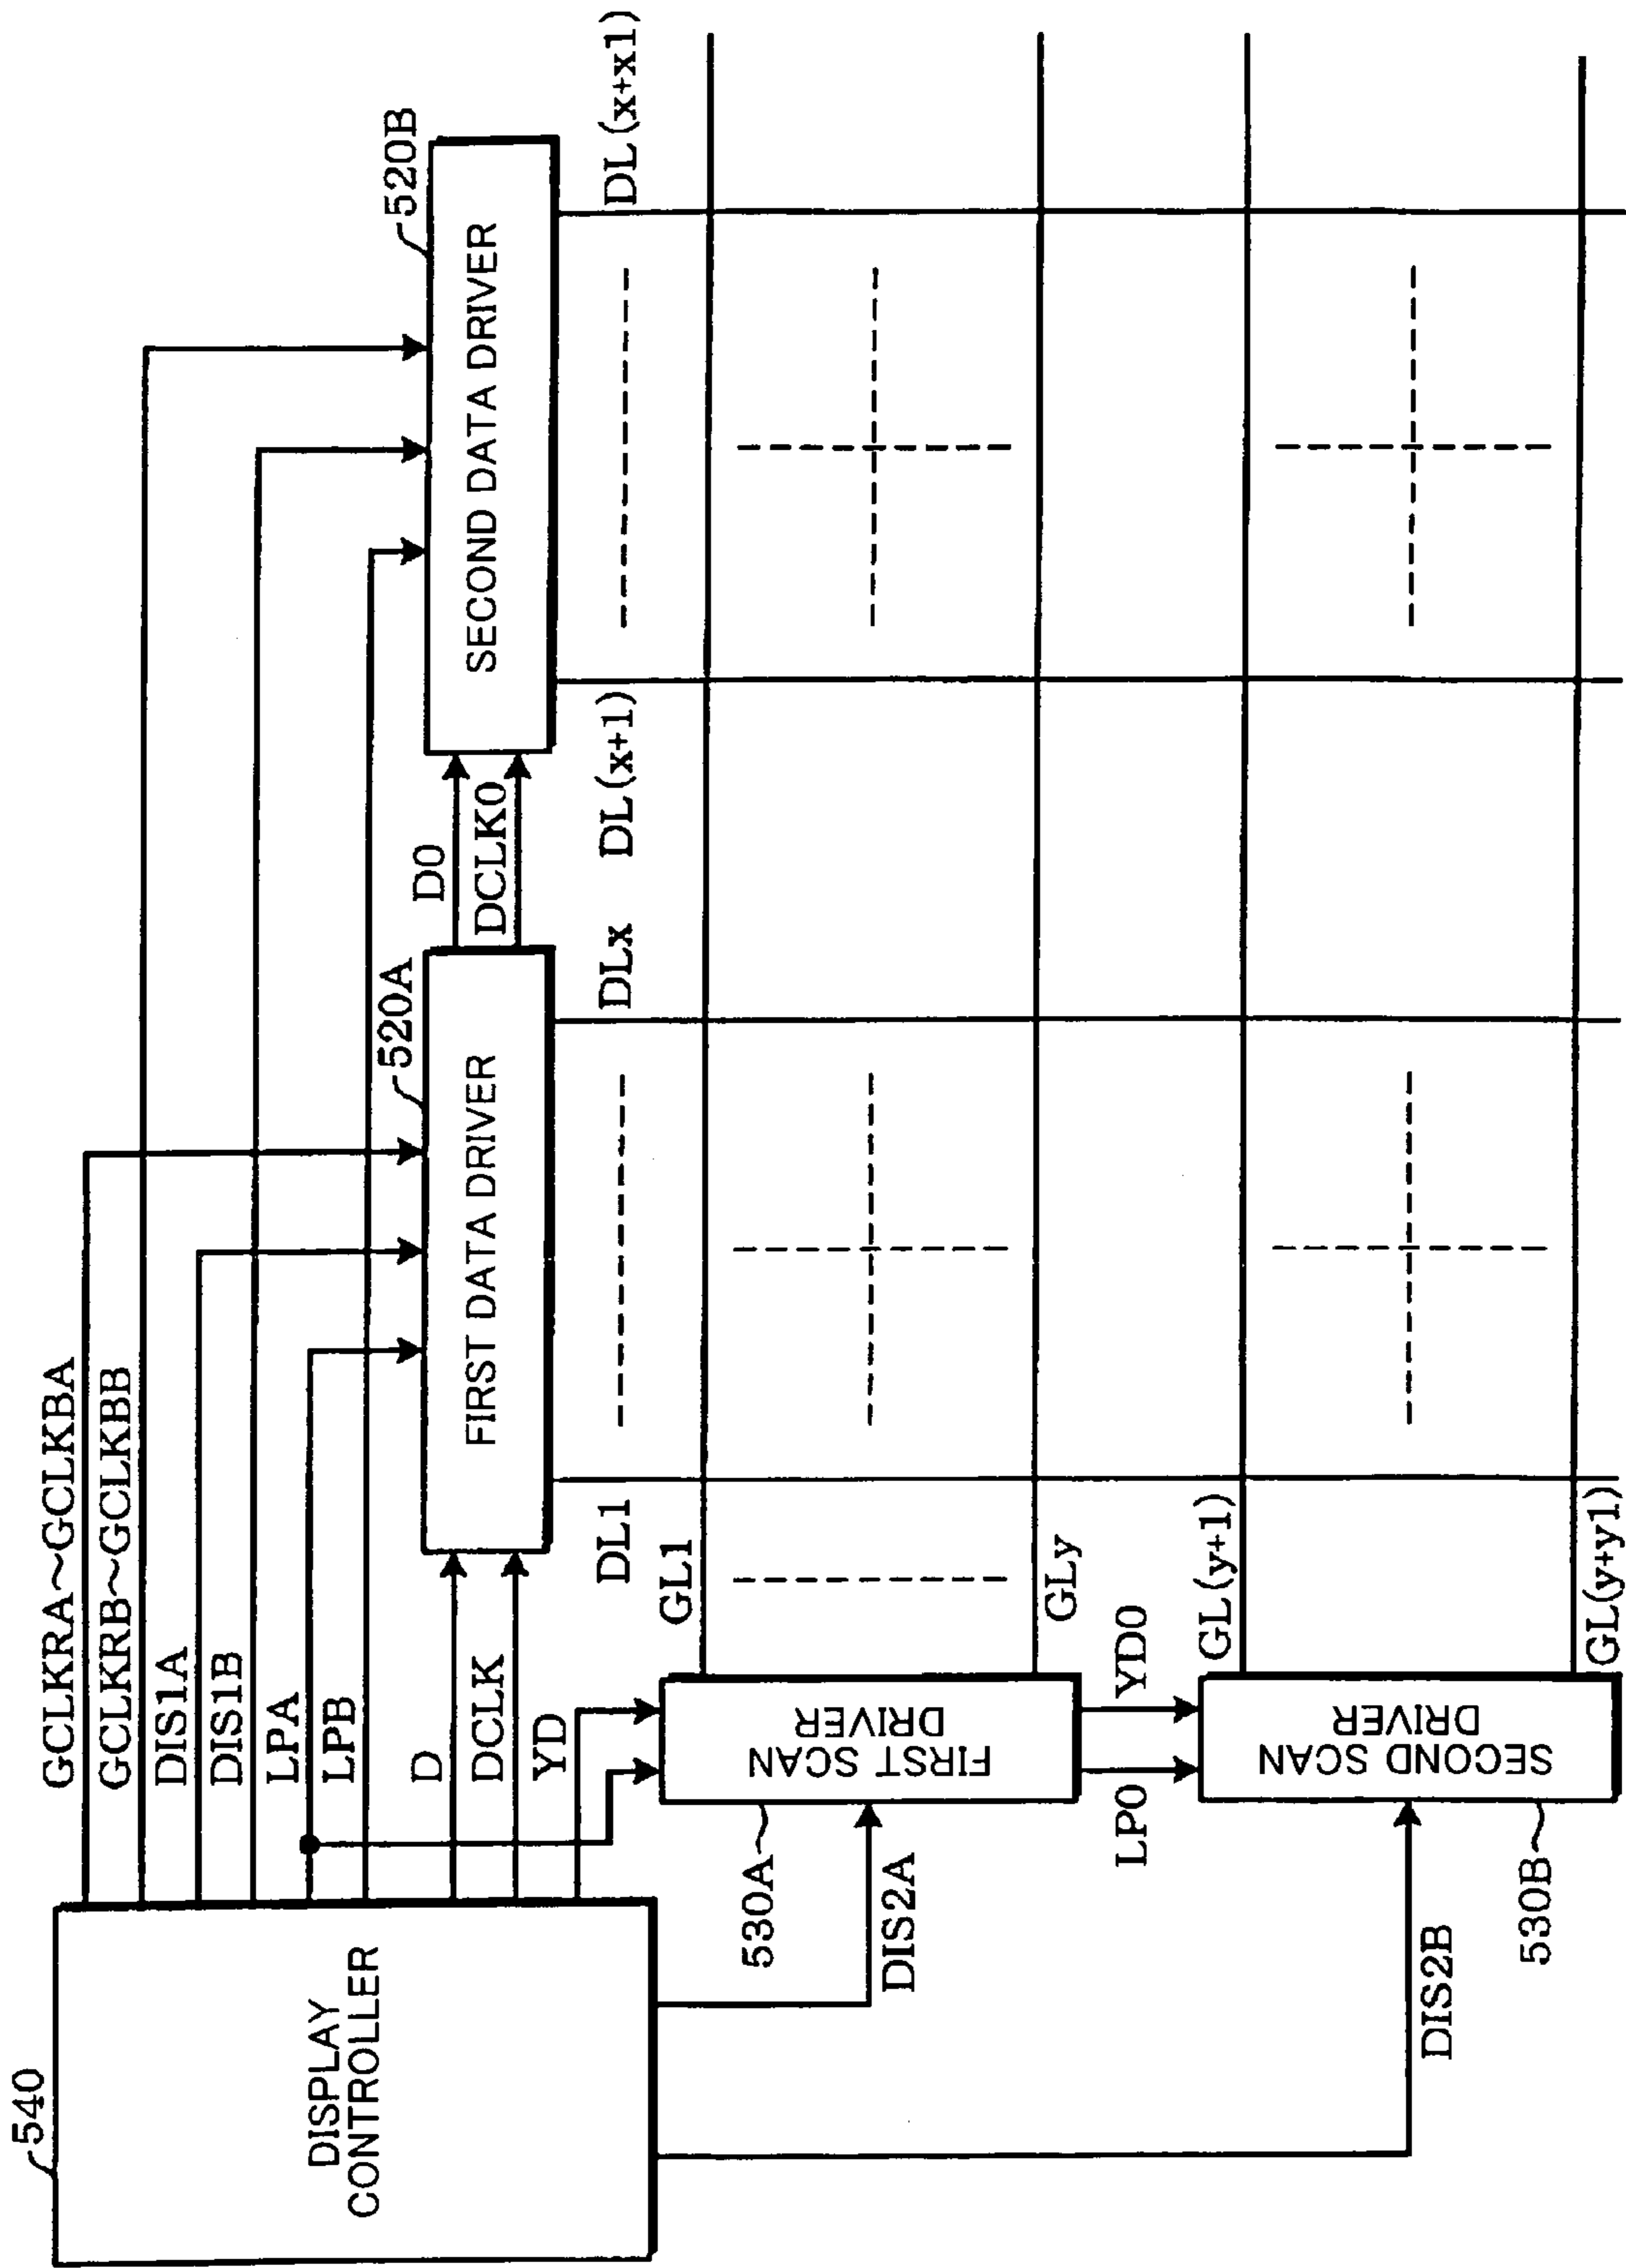 540
DISPLAY
CONTROLLER
GCLKRA~GCLKBA
GCLKRB~GCLKBB
DIS1A
DIS1B
LPA
LPB
D
DCLK
YD
520A
FIRST DATA DRIVER
D0
DCLK0
520B
SECOND DATA DRIVER
DL1
DLx
DL(x+1)
DL(x+x1)
GL1
GLy
GL(y+1)
GL(y+y1)
530A
FIRST SCAN
DRIVER
DIS2A
LP0
YD0
530B
SECOND SCAN
DRIVER
DIS2B